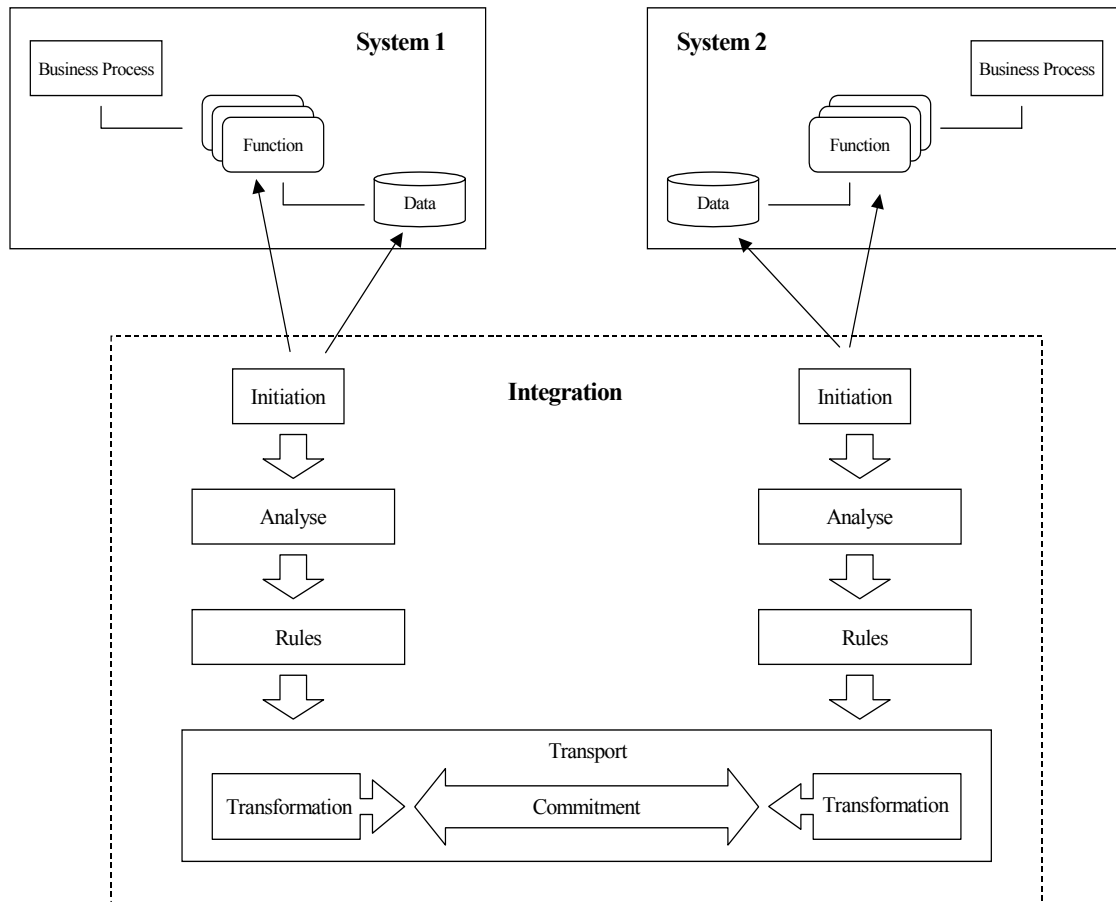 System 1
System 2
Business Process
Business Process
Function
Function
Data
Data
Integration
Initiation
Initiation
Analyse
Analyse
Rules
Rules
Transport
Transformation
Commitment
Transformation